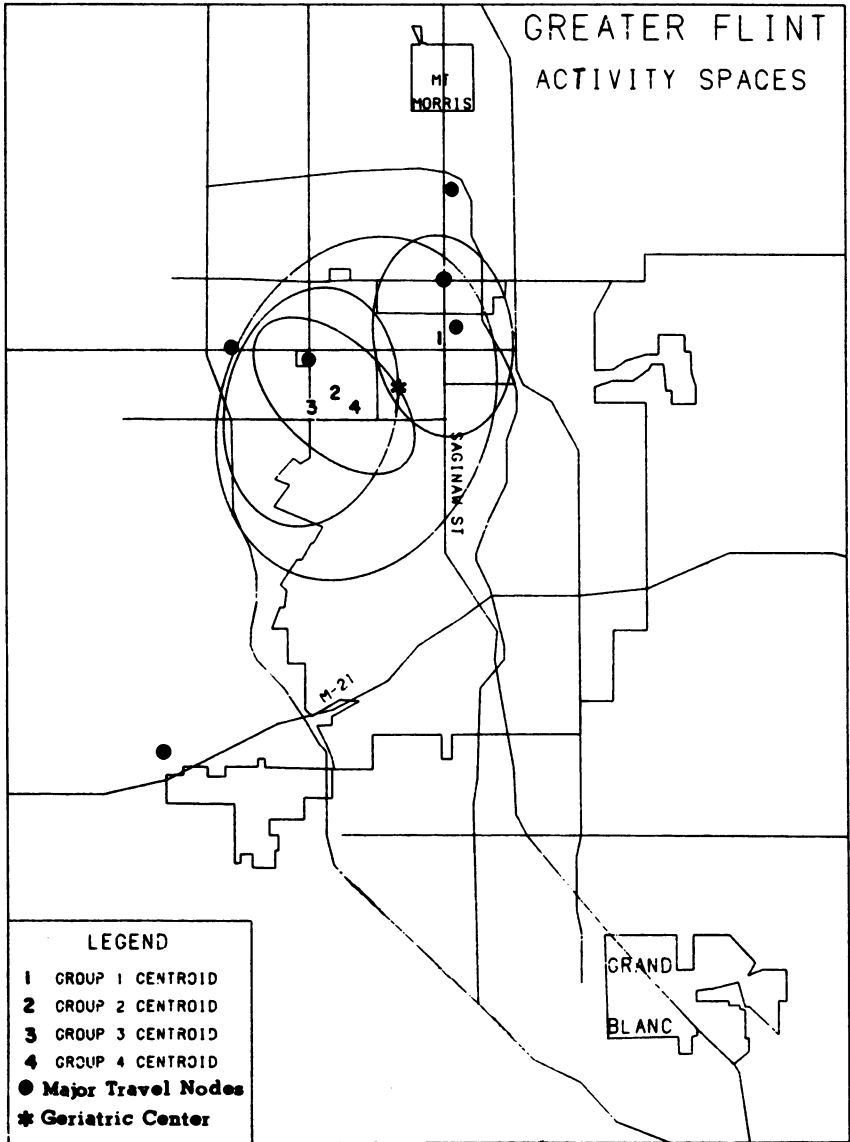 GREATER FLINT
ACTIVITY SPACES
MT
MORRIS
1
2
3
4
SAGINAW ST
M-21
GRAND
BLANC
LEGEND
1 GROUP 1 CENTROID
2 GROUP 2 CENTROID
3 GROUP 3 CENTROID
4 GROUP 4 CENTROID
● Major Travel Nodes
* Geriatric Center